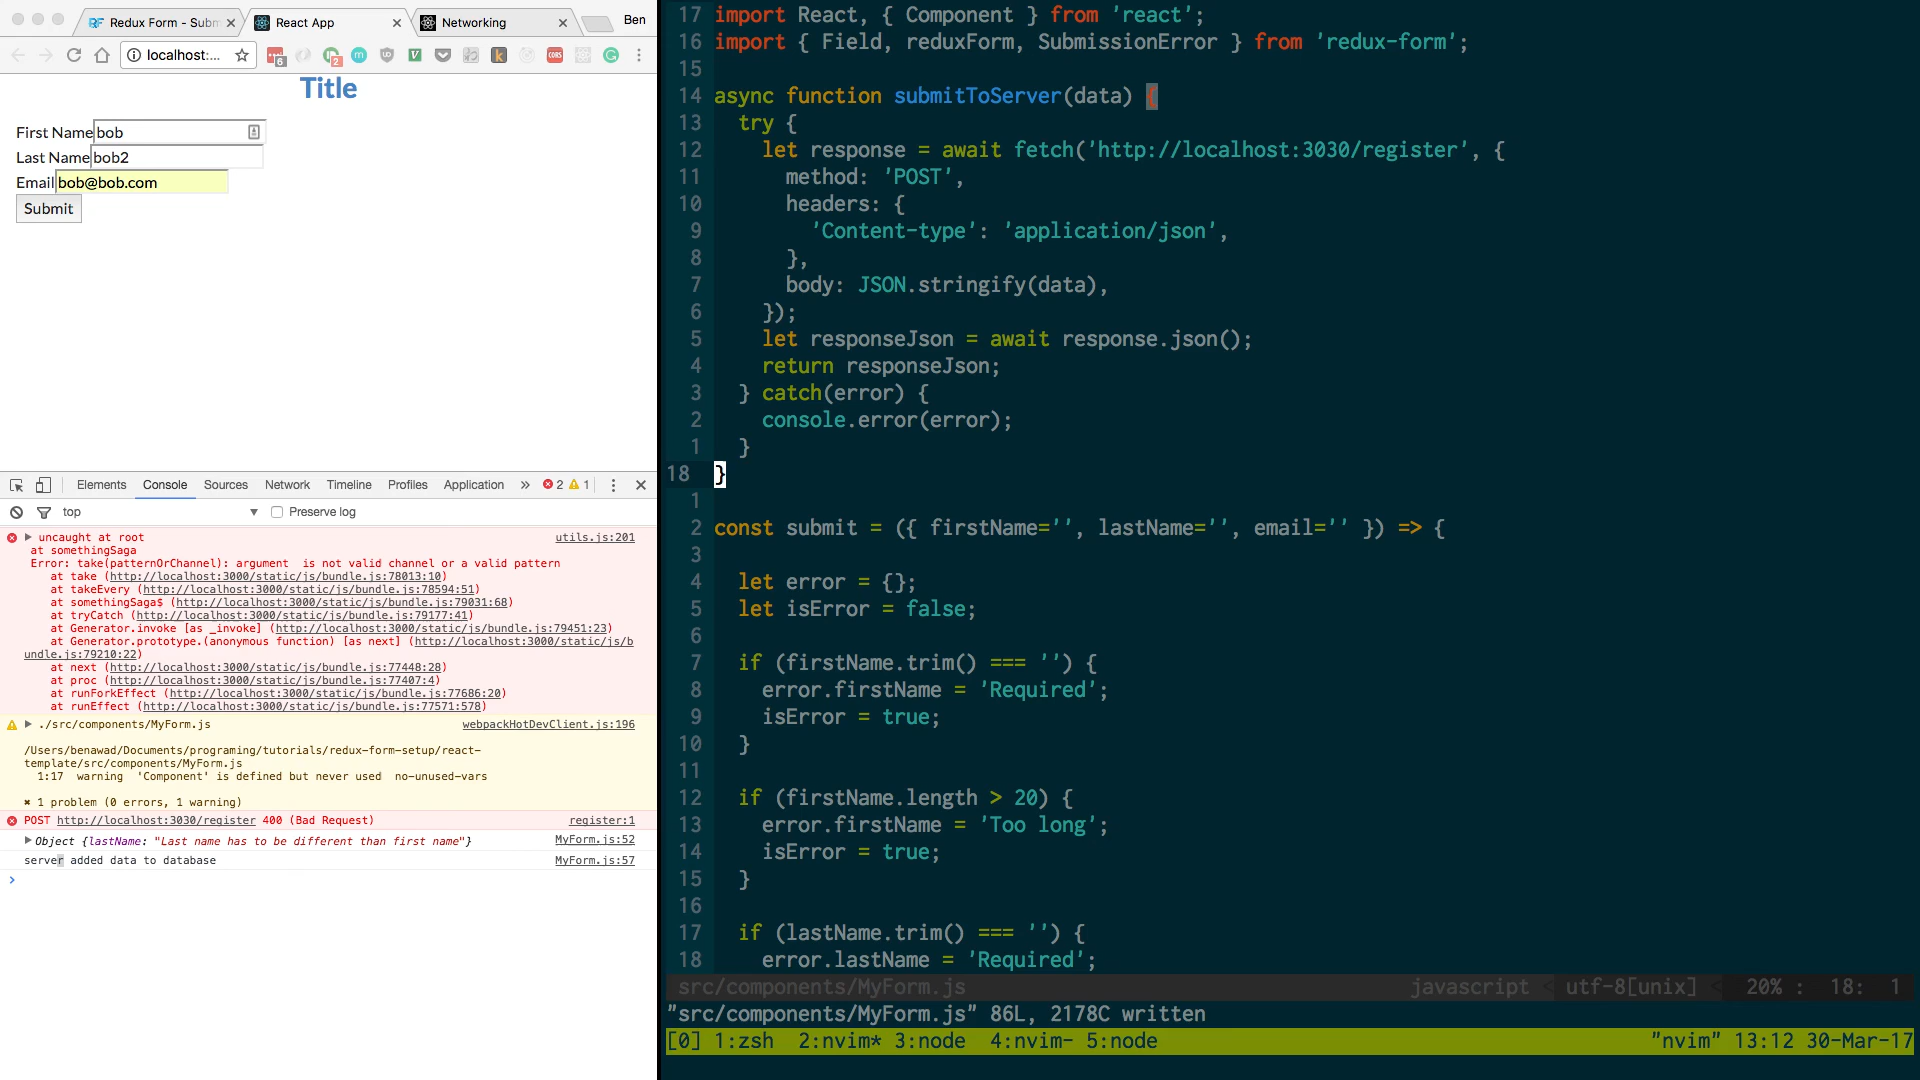 Redux Form - Subm
React App
Networking
Ben
localhost:...
6
2
CORS
Title
First Name bob
Last Name bob2
Email bob@bob.com
Submit
Elements Console Sources Network Timeline Profiles Application » 2 1
top Preserve log
uncaught at root utils.js:201
at somethingSaga
Error: take(patternOrChannel): argument  is not valid channel or a valid pattern
at take (http://localhost:3000/static/js/bundle.js:78013:10)
at takeEvery (http://localhost:3000/static/js/bundle.js:78594:51)
at somethingSaga$ (http://localhost:3000/static/js/bundle.js:79031:68)
at tryCatch (http://localhost:3000/static/js/bundle.js:79177:41)
at Generator.invoke [as _invoke] (http://localhost:3000/static/js/bundle.js:79451:23)
at Generator.prototype.(anonymous function) [as next] (http://localhost:3000/static/js/b
undle.js:79210:22)
at next (http://localhost:3000/static/js/bundle.js:77448:28)
at proc (http://localhost:3000/static/js/bundle.js:77407:4)
at runForkEffect (http://localhost:3000/static/js/bundle.js:77686:20)
at runEffect (http://localhost:3000/static/js/bundle.js:77571:578)
./src/components/MyForm.js webpackHotDevClient.js:196
/Users/benawad/Documents/programing/tutorials/redux-form-setup/react-
template/src/components/MyForm.js
1:17  warning  'Component' is defined but never used  no-unused-vars
✖ 1 problem (0 errors, 1 warning)
POST http://localhost:3030/register 400 (Bad Request) register:1
Object {lastName: "Last name has to be different than first name"} MyForm.js:52
server added data to database MyForm.js:57
>
17 import React, { Component } from 'react';
16 import { Field, reduxForm, SubmissionError } from 'redux-form';
15
14 async function submitToServer(data) {
13 try {
12 let response = await fetch('http://localhost:3030/register', {
11 method: 'POST',
10 headers: {
9 'Content-type': 'application/json',
8 },
7 body: JSON.stringify(data),
6 });
5 let responseJson = await response.json();
4 return responseJson;
3 } catch(error) {
2 console.error(error);
1 }
18 }
1
2 const submit = ({ firstName='', lastName='', email='' }) => {
3
4 let error = {};
5 let isError = false;
6
7 if (firstName.trim() === '') {
8 error.firstName = 'Required';
9 isError = true;
10 }
11
12 if (firstName.length > 20) {
13 error.firstName = 'Too long';
14 isError = true;
15 }
16
17 if (lastName.trim() === '') {
18 error.lastName = 'Required';
src/components/MyForm.js javascript < utf-8[unix] < 20% : 18: 1
"src/components/MyForm.js" 86L, 2178C written
[0] 1:zsh  2:nvim* 3:node  4:nvim- 5:node "nvim" 13:12 30-Mar-17